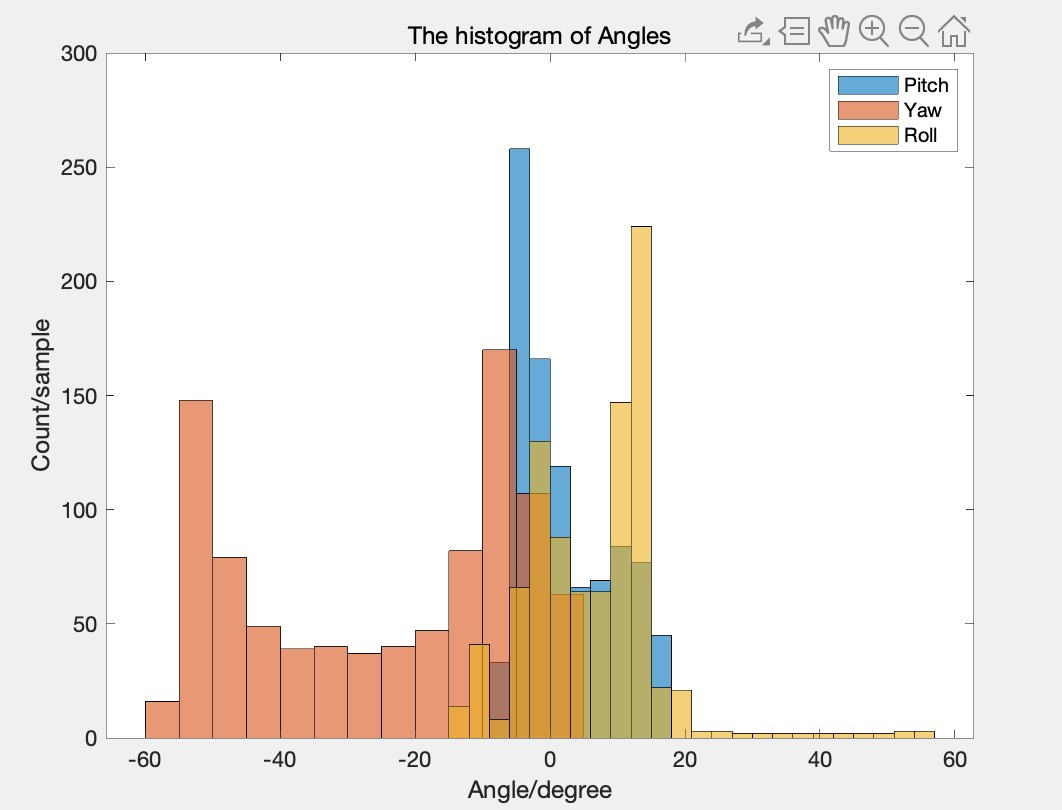 The histogram of Angles
300
250
200
150
100
50
0
Count/sample
Pitch
Yaw
Roll
-60 -40 -20 0 20 40 60
Angle/degree